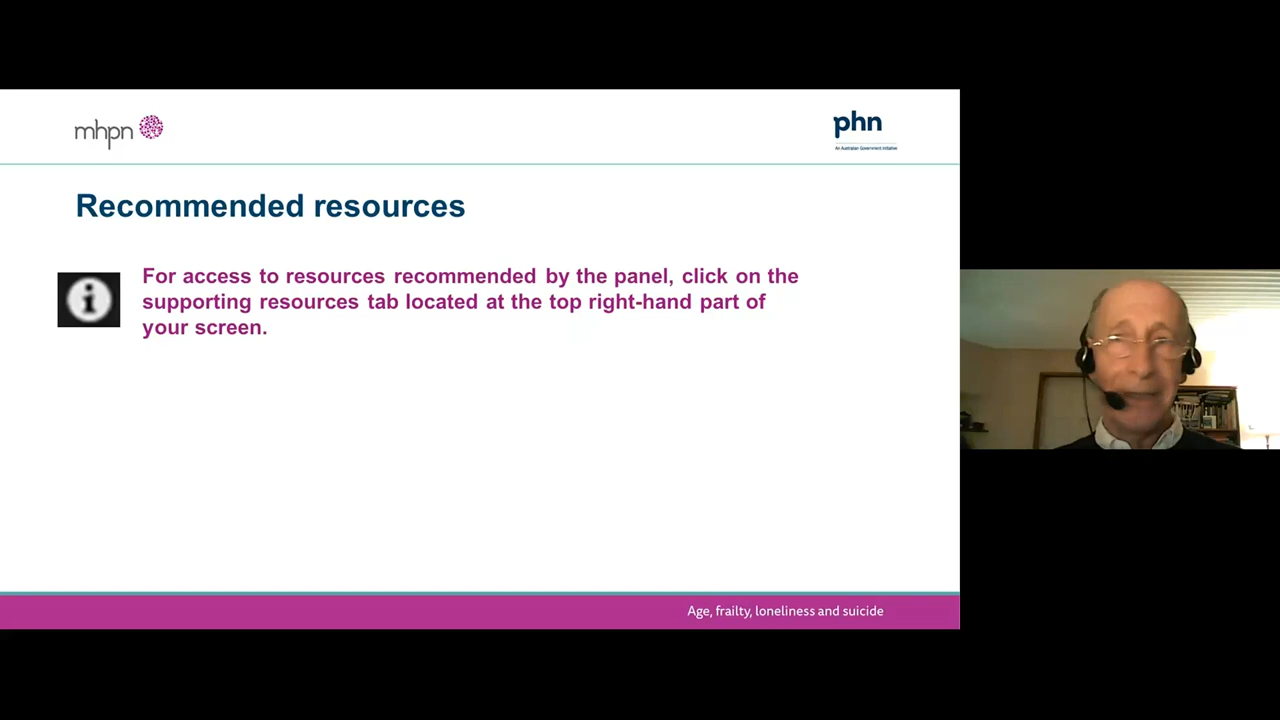 mhpn
phn
An Australian Government Initiative
Recommended resources
For access to resources recommended by the panel, click on the
supporting resources tab located at the top right-hand part of
your screen.
Age, frailty, loneliness and suicide